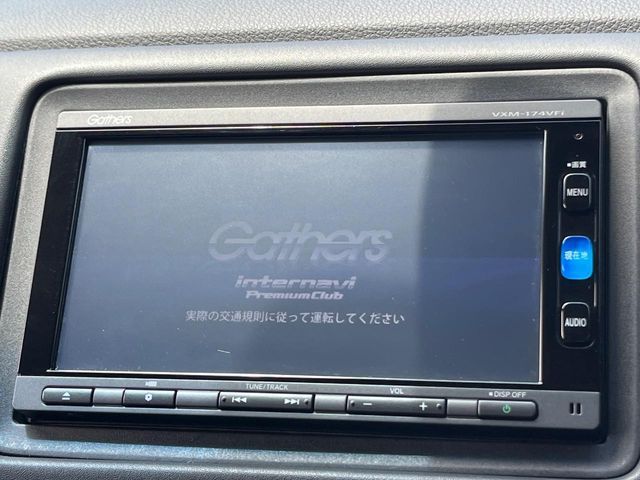 Gathers
VXM-174VFi
■画質
MENU
Gathers
internavi
Premium Club
現在地
実際の交通規則に従って運転してください
AUDIO
TUNE/TRACK
VOL
■DISP OFF